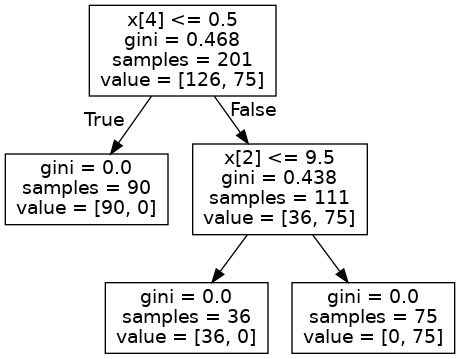 x[4] <= 0.5
gini = 0.468
samples = 201
value = [126, 75]
True
False
gini = 0.0
samples = 90
value = [90, 0]
x[2] <= 9.5
gini = 0.438
samples = 111
value = [36, 75]
gini = 0.0
samples = 36
value = [36, 0]
gini = 0.0
samples = 75
value = [0, 75]